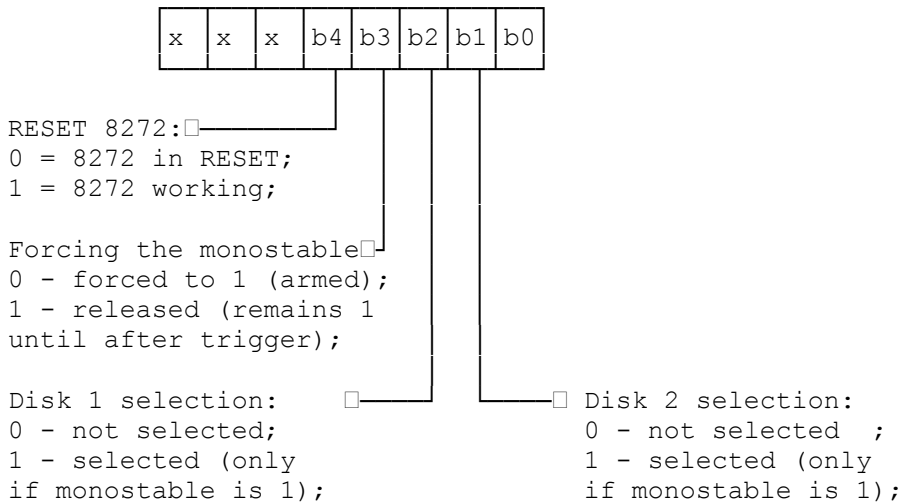 x x x b4 b3 b2 b1 b0
RESET 8272:
0 = 8272 in RESET;
1 = 8272 working;
Forcing the monostable
0 - forced to 1 (armed);
1 - released (remains 1
until after trigger);
Disk 1 selection:
0 - not selected;
1 - selected (only
if monostable is 1);
Disk 2 selection:
0 - not selected ;
1 - selected (only
if monostable is 1);